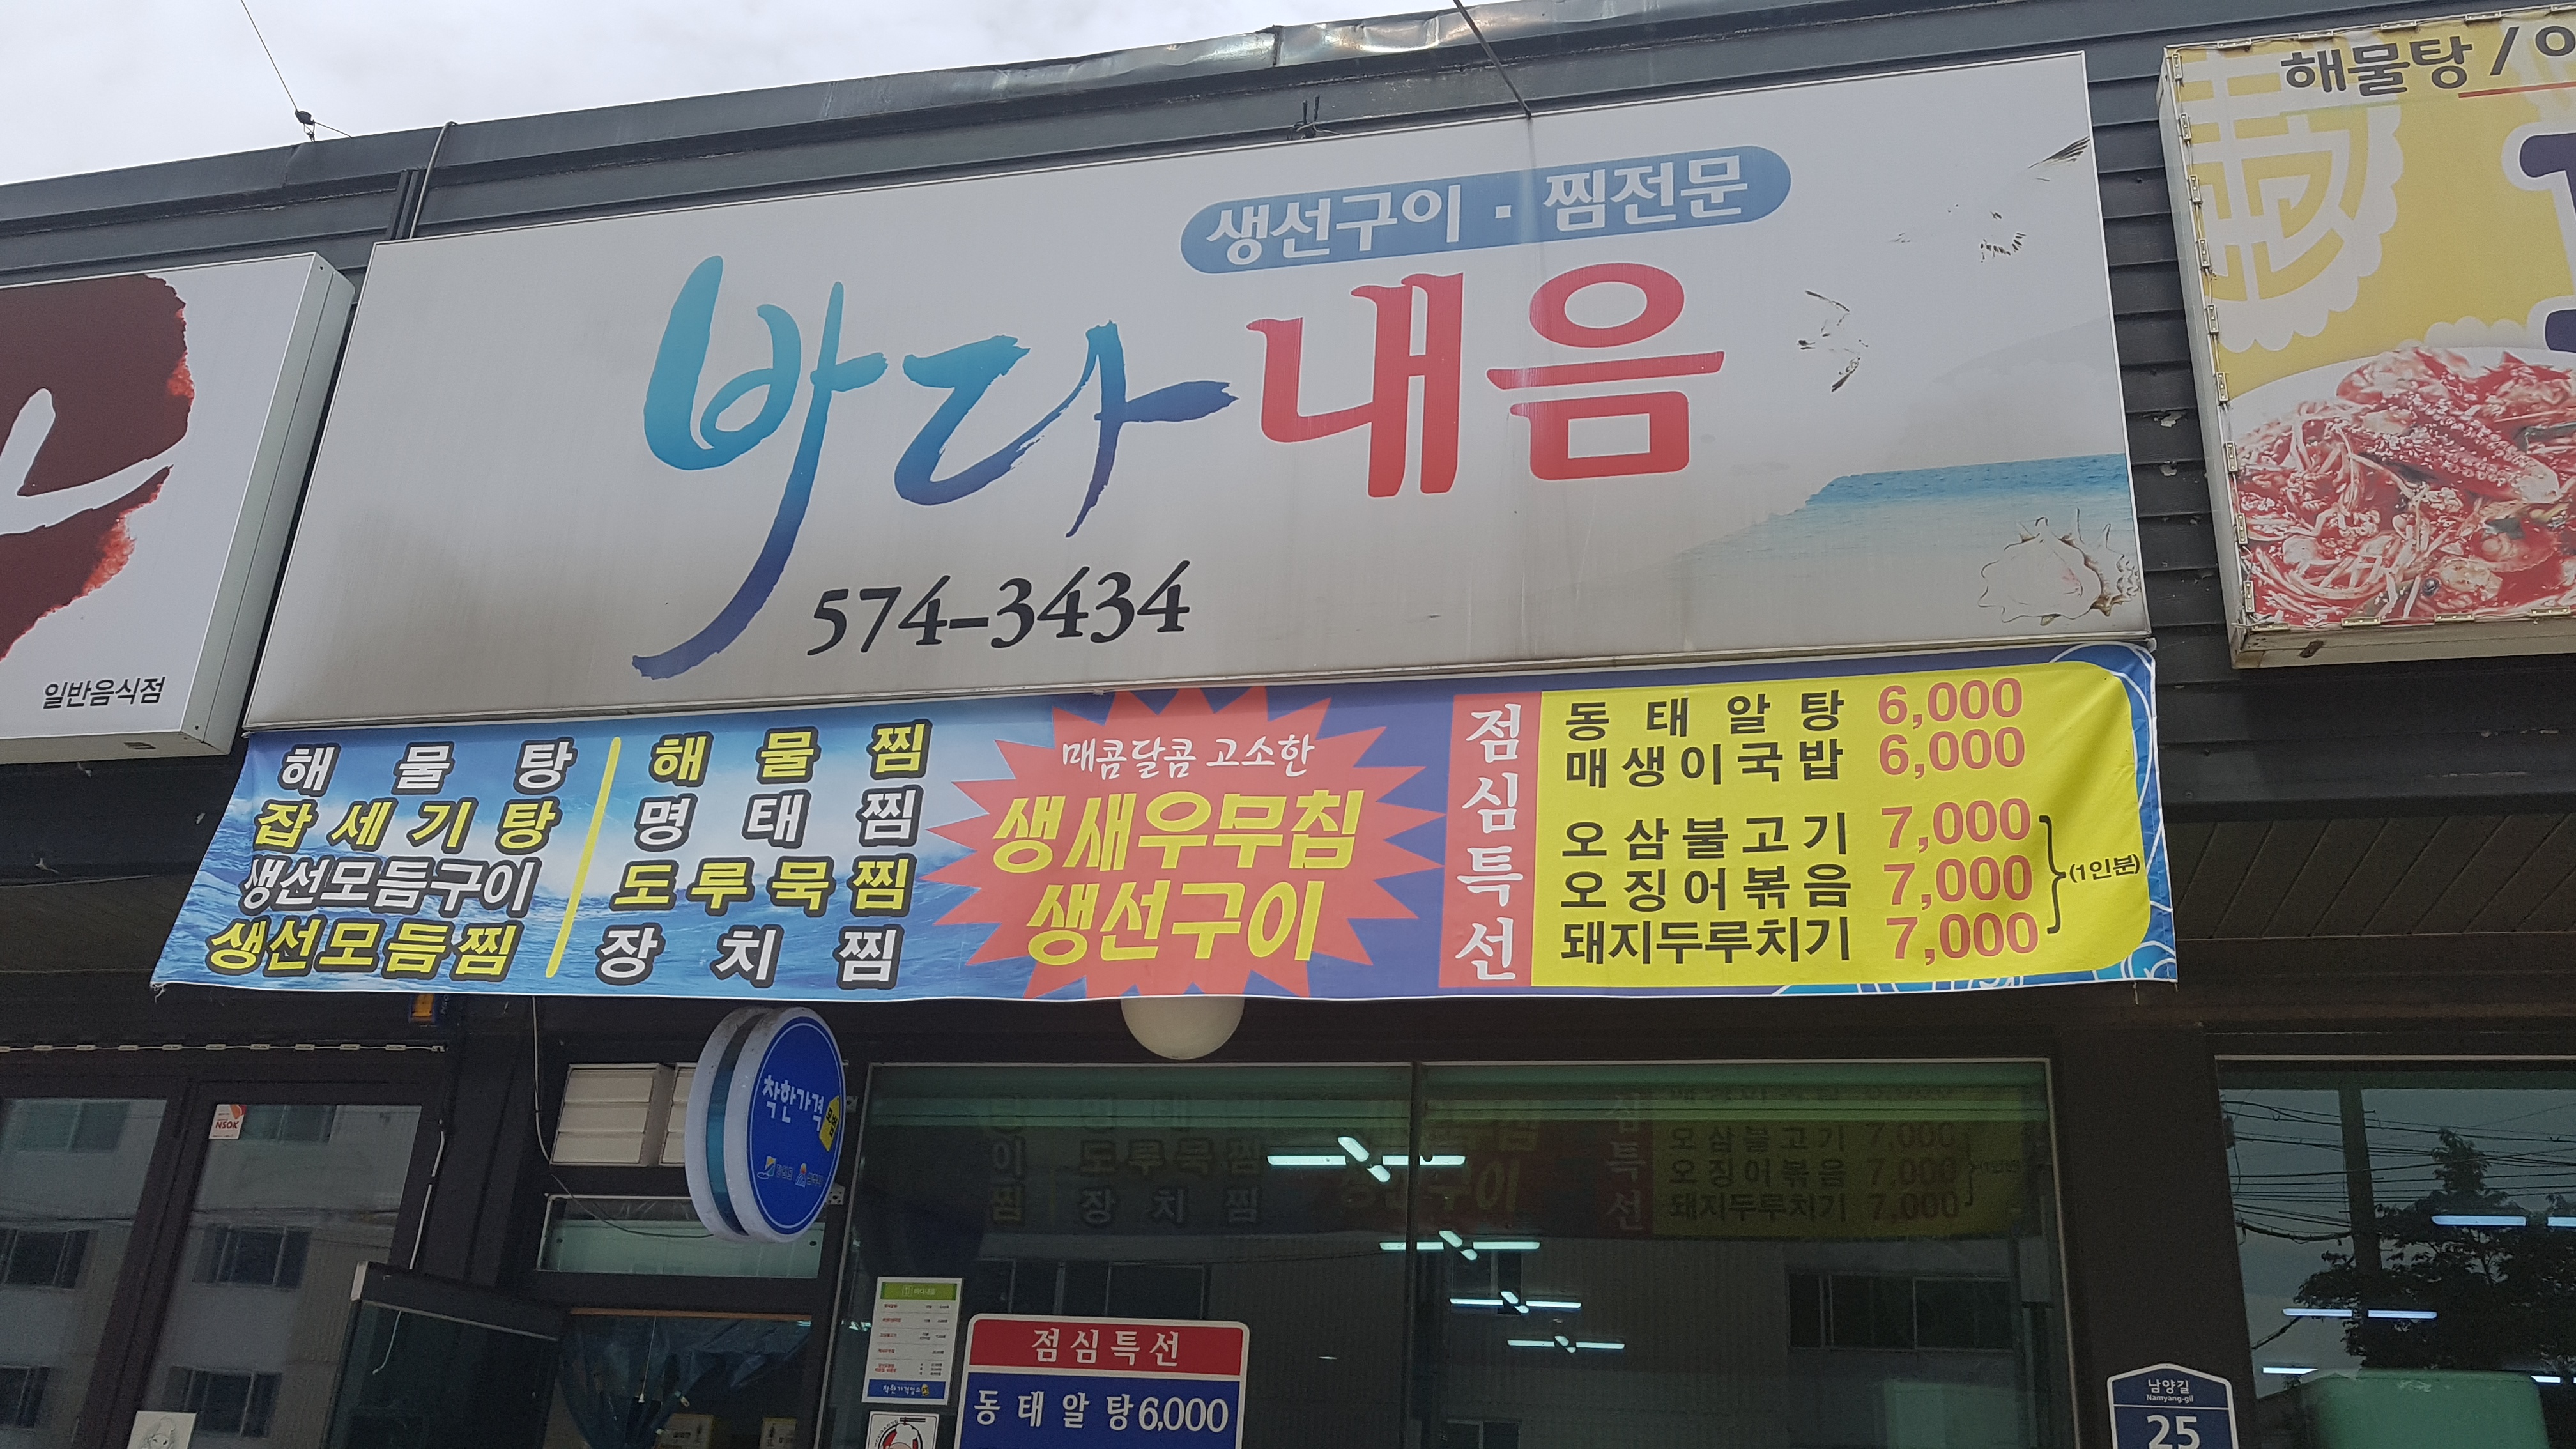 해물탕 /
생선구이 · 찜전문
바다내음
574-3434
일반음식점
해물탕
잡세기탕
생선모듬구이
생선모듬찜
해물찜
명태찜
도루묵찜
장치찜
매콤달콤 고소한
생새우무침
생선구이
점심특선
동태알탕 6,000
매생이국밥 6,000
오삼불고기 7,000
오징어볶음 7,000
돼지두루치기 7,000
(1인분)
착한가격
NSOK
점심특선
동태알탕 6,000
남양길
Namyang-gil
25